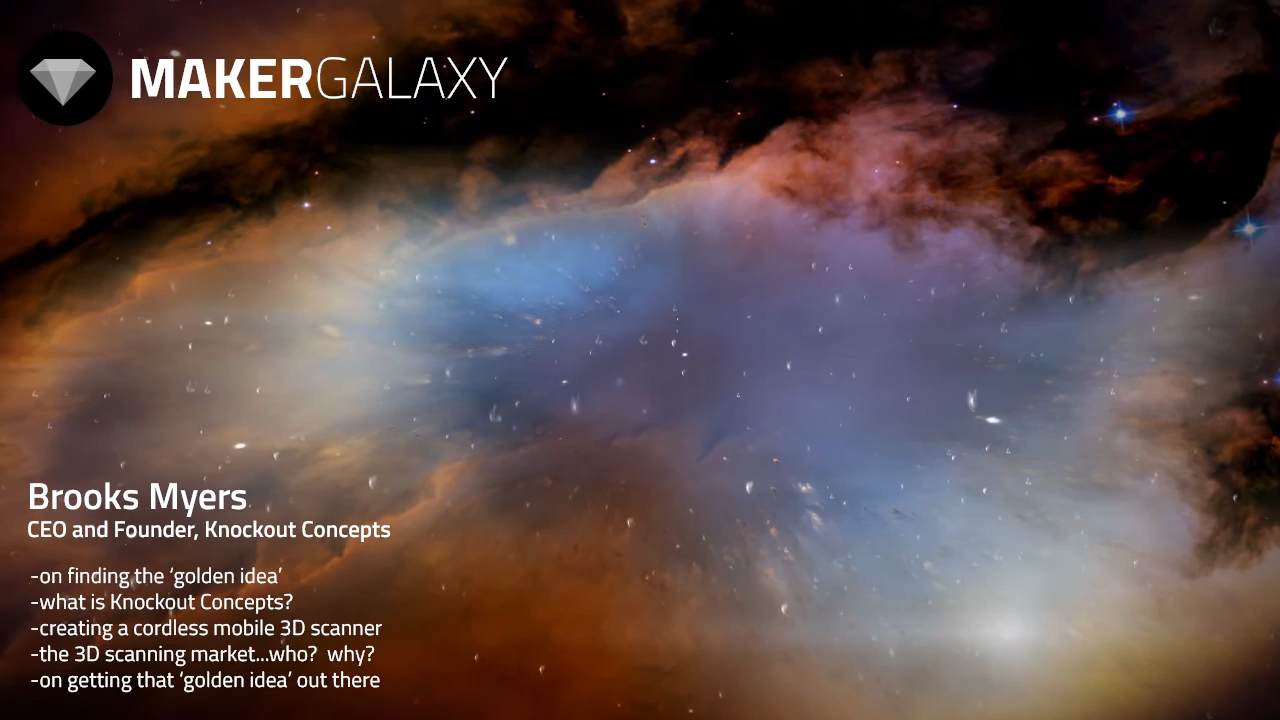 MAKERGALAXY
Brooks Myers
CEO and Founder, Knockout Concepts
-on finding the ‘golden idea’
-what is Knockout Concepts?
-creating a cordless mobile 3D scanner
-the 3D scanning market...who?  why?
-on getting that ‘golden idea’ out there